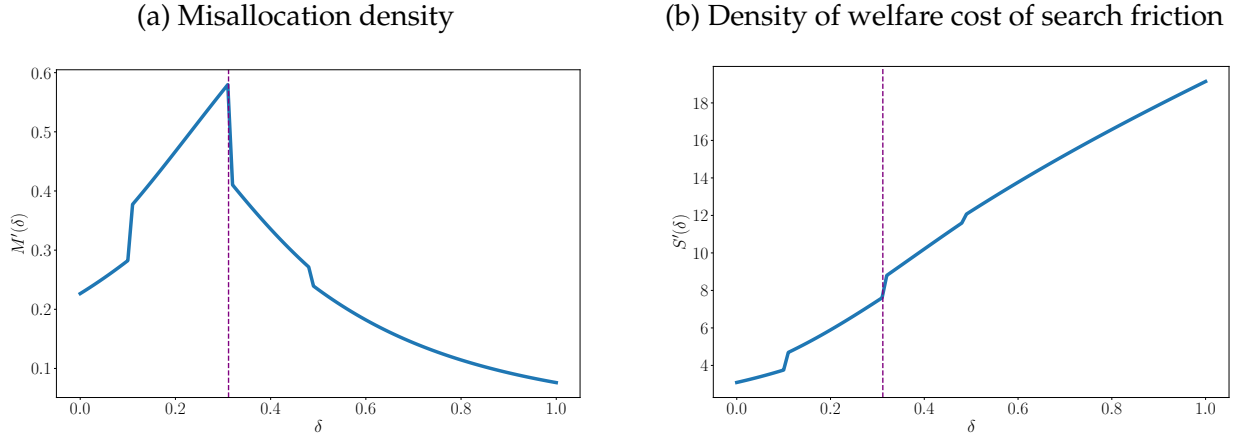 (a) Misallocation density
M′(δ)
0.6
0.5
0.4
0.3
0.2
0.1
0.0 0.2 0.4 0.6 0.8 1.0
δ
(b) Density of welfare cost of search friction
S′(δ)
18
16
14
12
10
8
6
4
0.0 0.2 0.4 0.6 0.8 1.0
δ